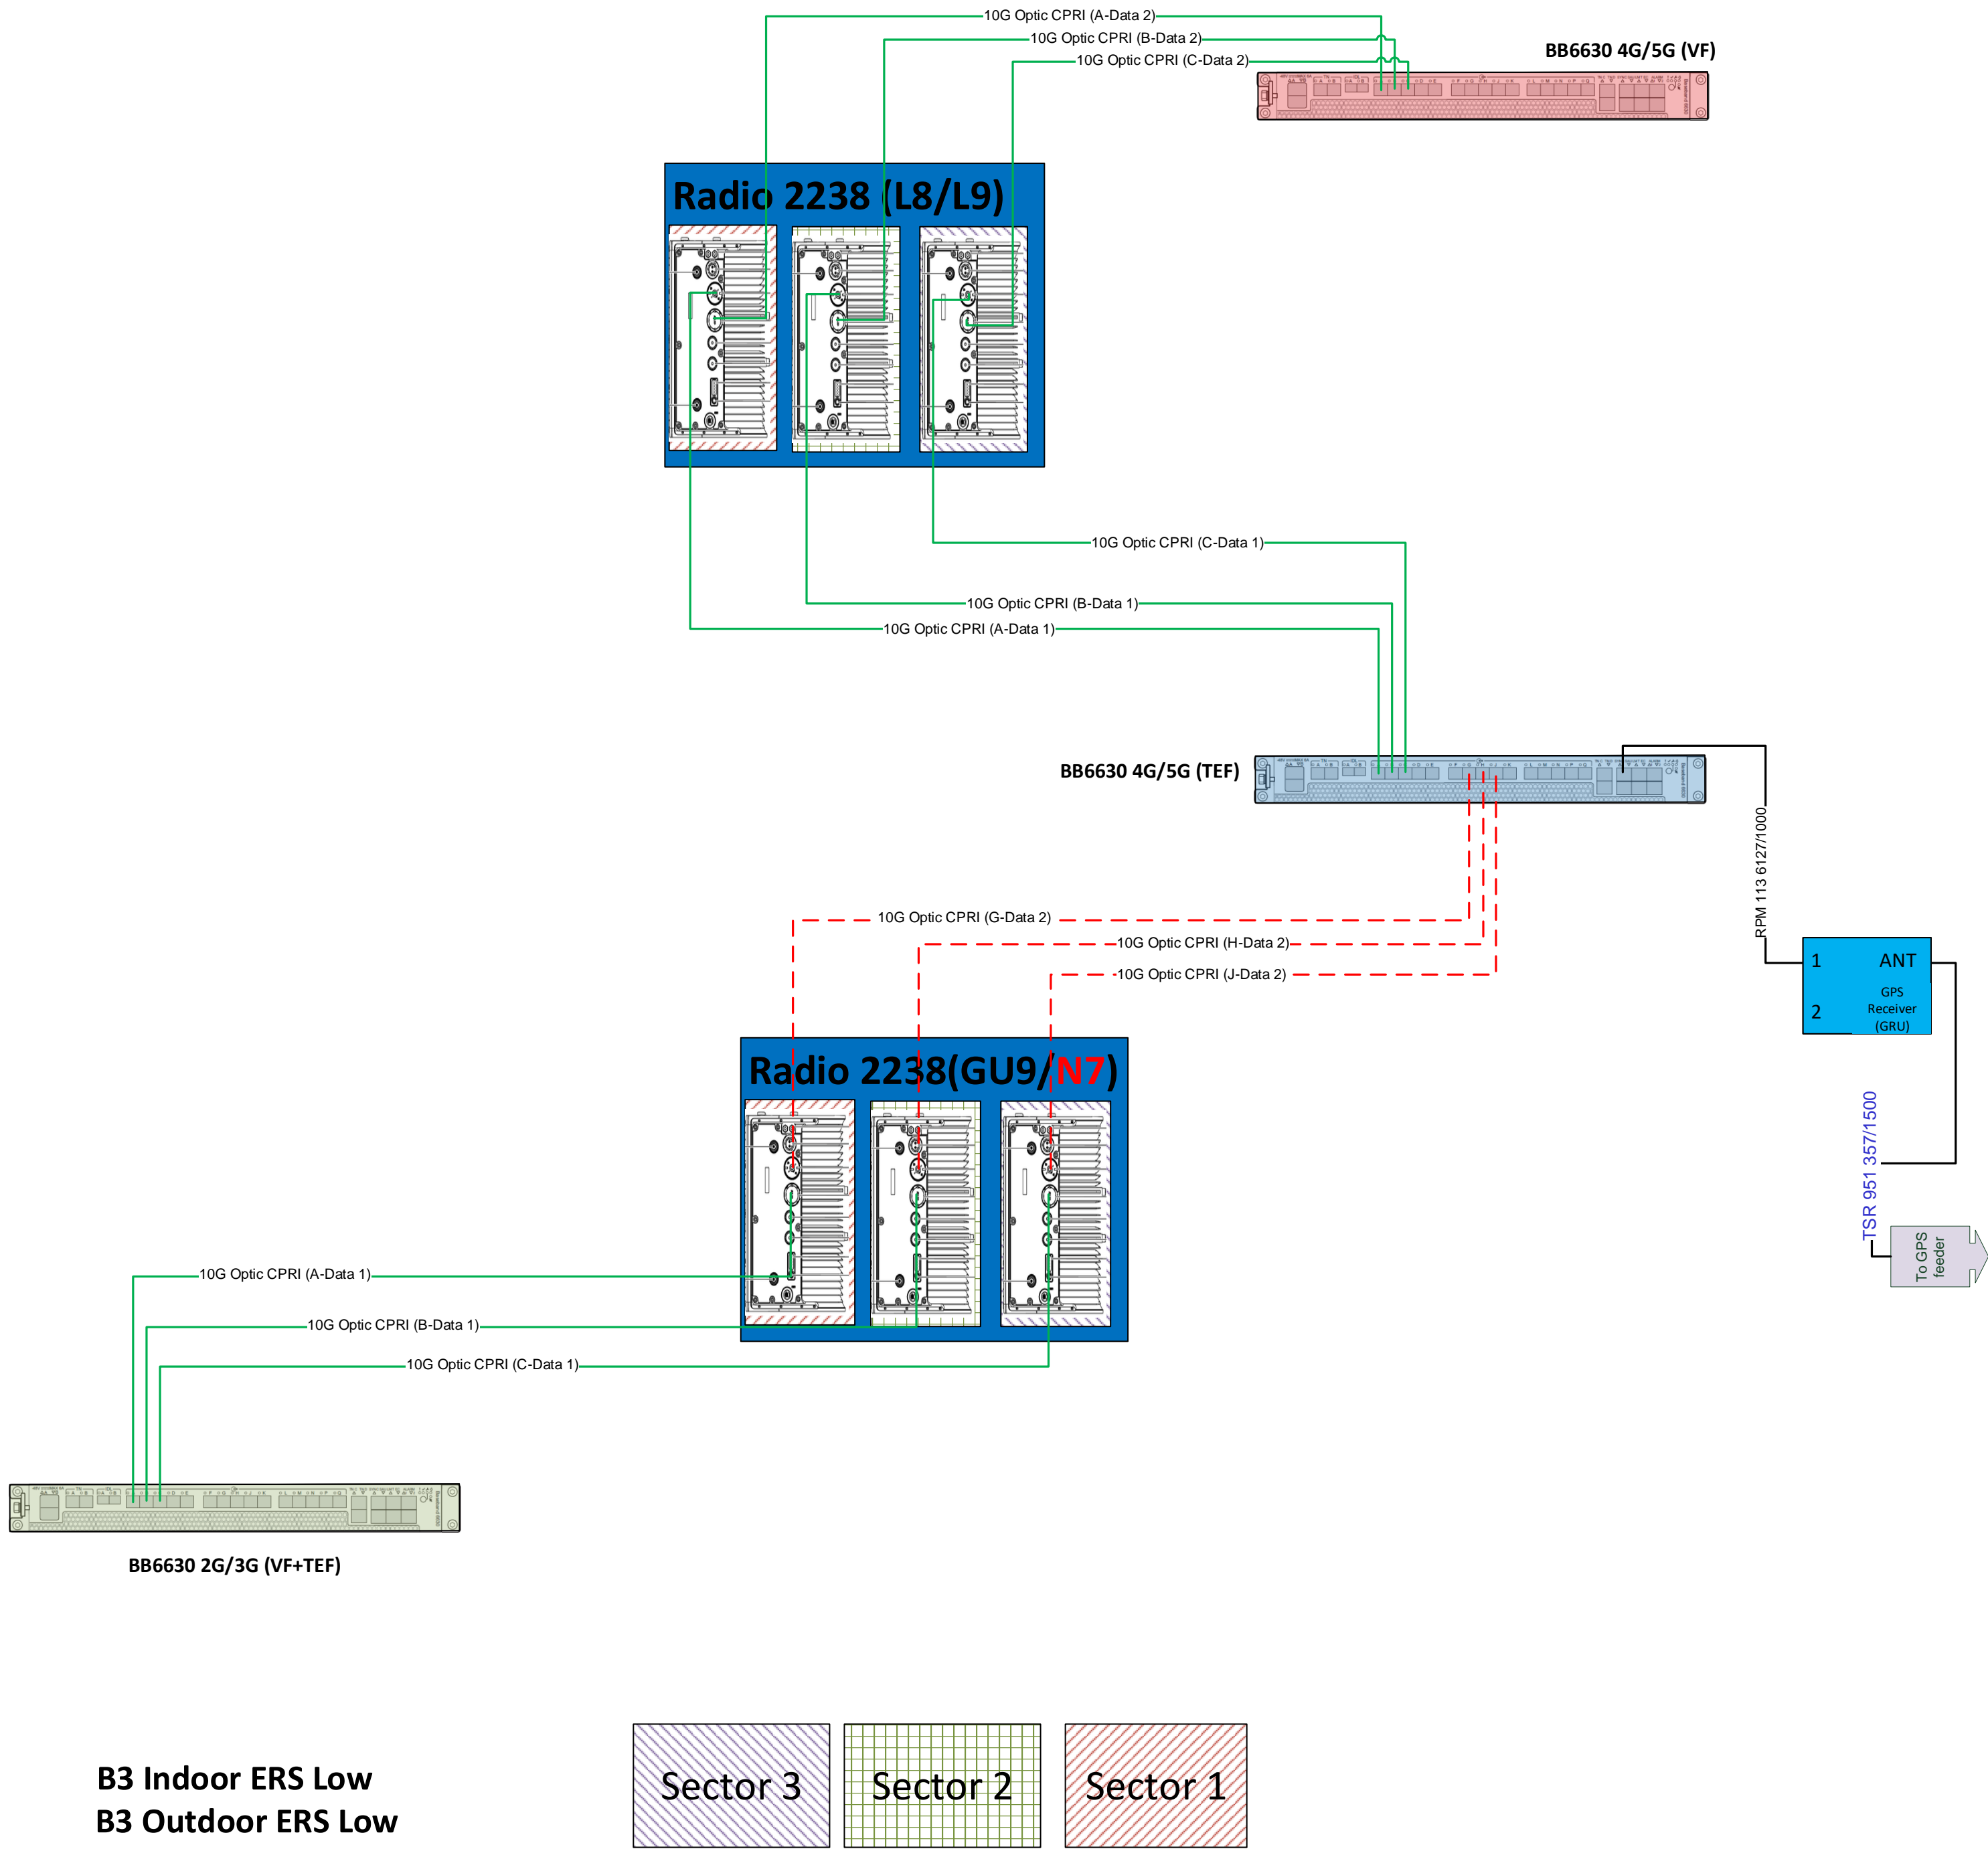 10G Optic CPRI (A-Data 2)
10G Optic CPRI (B-Data 2)
10G Optic CPRI (C-Data 2)
BB6630 4G/5G (VF)
Radio 2238 (L8/L9)
10G Optic CPRI (C-Data 1)
10G Optic CPRI (B-Data 1)
10G Optic CPRI (A-Data 1)
BB6630 4G/5G (TEF)
RPM 113 6127/1000
10G Optic CPRI (G-Data 2)
10G Optic CPRI (H-Data 2)
10G Optic CPRI (J-Data 2)
1 ANT
2
GPS
Receiver
(GRU)
Radio 2238(GU9/N7)
TSR 951 357/1500
To GPS
feeder
10G Optic CPRI (A-Data 1)
10G Optic CPRI (B-Data 1)
10G Optic CPRI (C-Data 1)
BB6630 2G/3G (VF+TEF)
B3 Indoor ERS Low
B3 Outdoor ERS Low
Sector 3
Sector 2
Sector 1